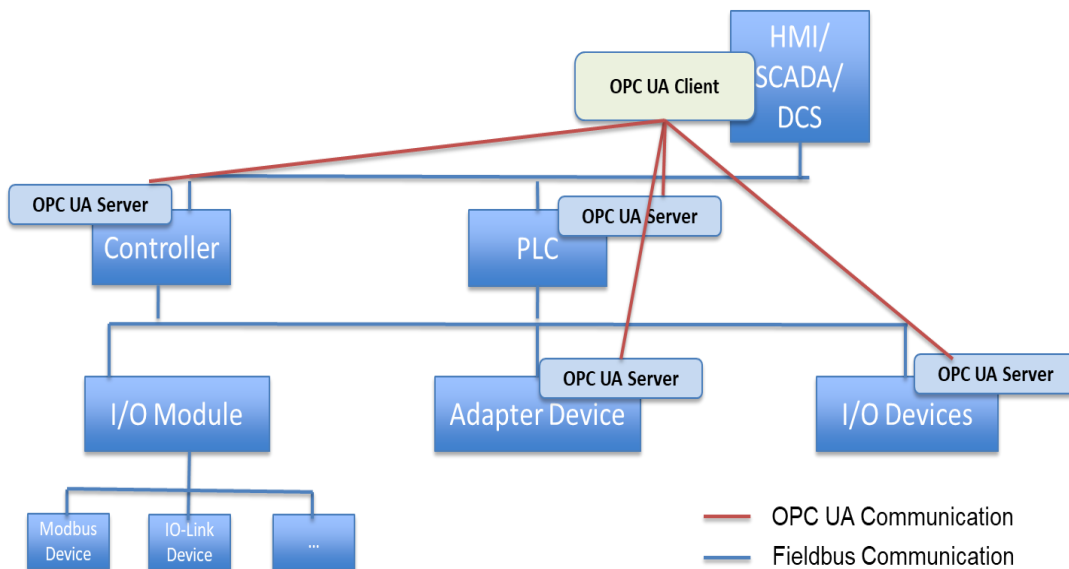 HMI/
SCADA/
DCS
OPC UA Client
OPC UA Server
Controller
OPC UA Server
PLC
OPC UA Server
I/O Module
Adapter Device
OPC UA Server
I/O Devices
Modbus
Device
IO-Link
Device
...
OPC UA Communication
Fieldbus Communication